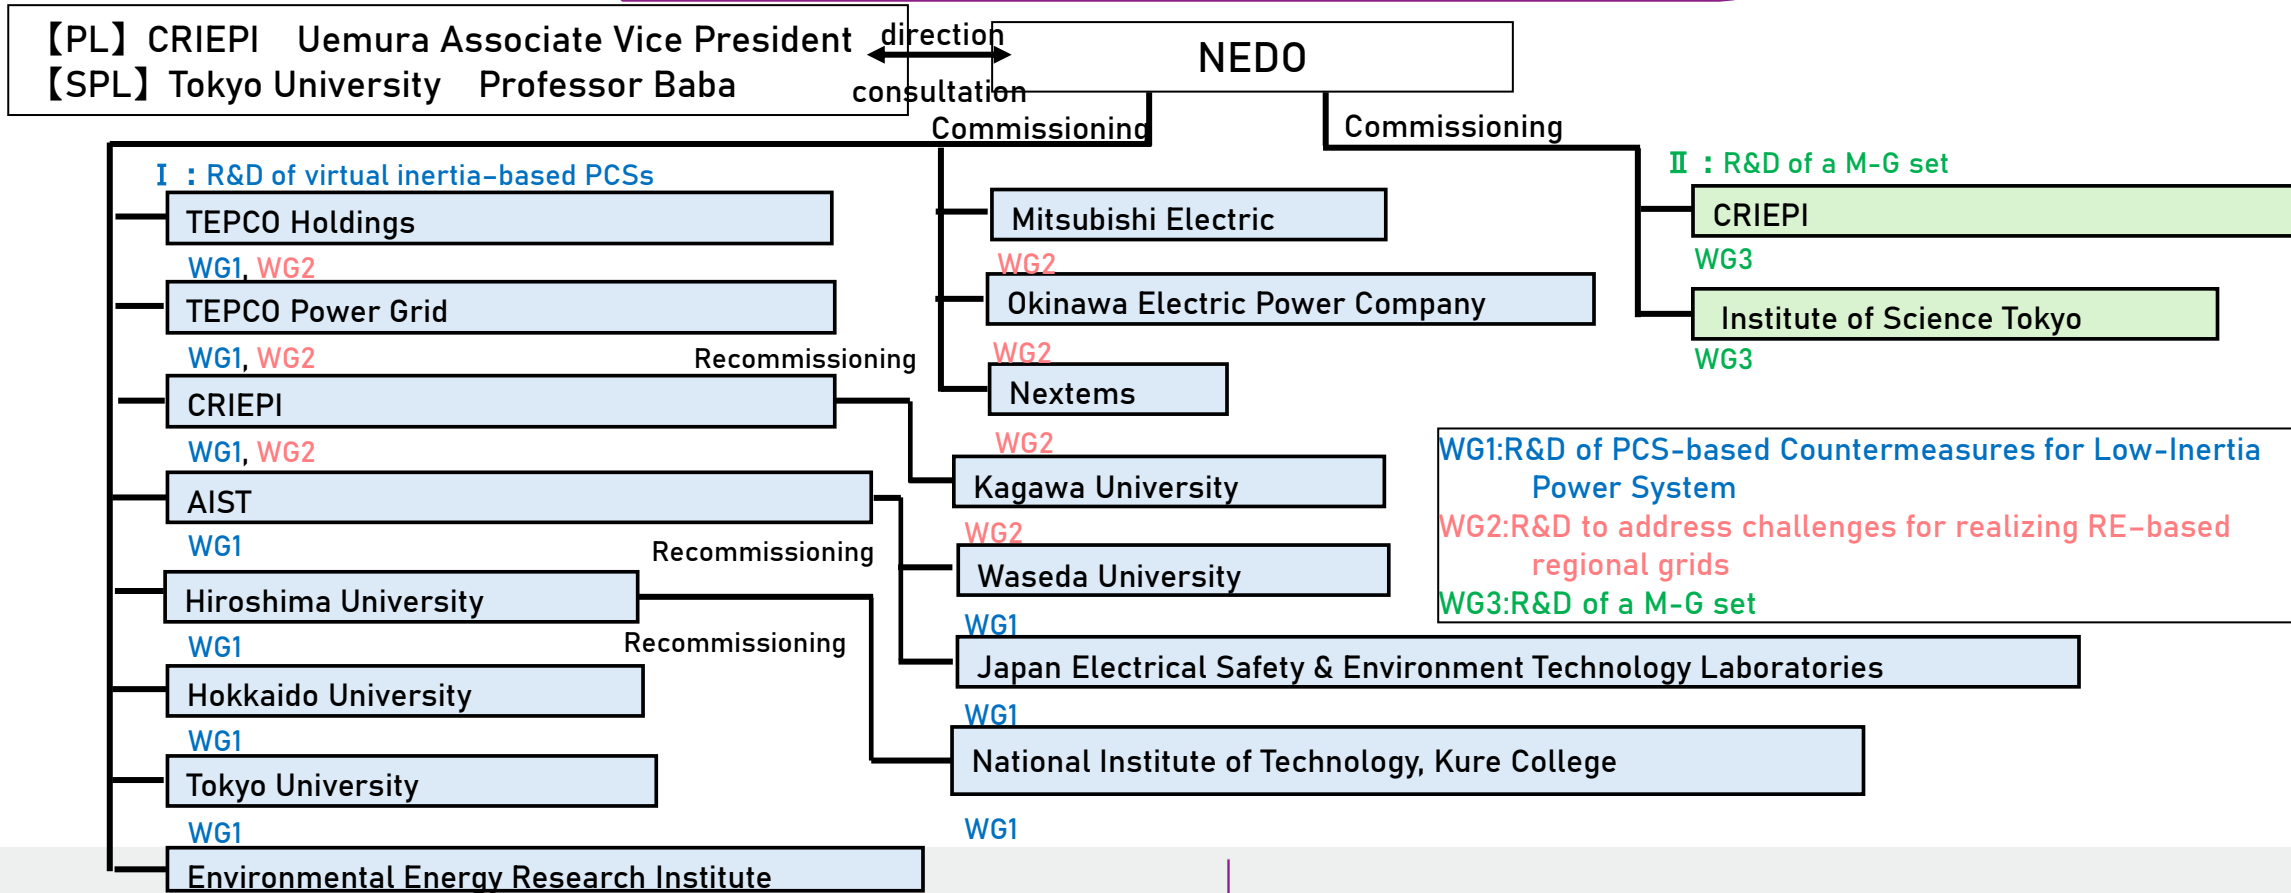 【PL】CRIEPI Uemura Associate Vice President
【SPL】Tokyo University Professor Baba
direction
consultation
NEDO
Commissioning
Commissioning
Ⅰ：R&D of virtual inertia-based PCSs
TEPCO Holdings
WG1, WG2
TEPCO Power Grid
WG1, WG2
Recommissioning
CRIEPI
WG1, WG2
AIST
WG1
Recommissioning
Hiroshima University
WG1
Recommissioning
Hokkaido University
WG1
Tokyo University
WG1
Environmental Energy Research Institute
Mitsubishi Electric
WG2
Okinawa Electric Power Company
WG2
Nextems
WG2
Kagawa University
WG2
Waseda University
WG1
Japan Electrical Safety & Environment Technology Laboratories
WG1
National Institute of Technology, Kure College
WG1
Ⅱ：R&D of a M-G set
CRIEPI
WG3
Institute of Science Tokyo
WG3
WG1:R&D of PCS-based Countermeasures for Low-Inertia
Power System
WG2:R&D to address challenges for realizing RE-based
regional grids
WG3:R&D of a M-G set